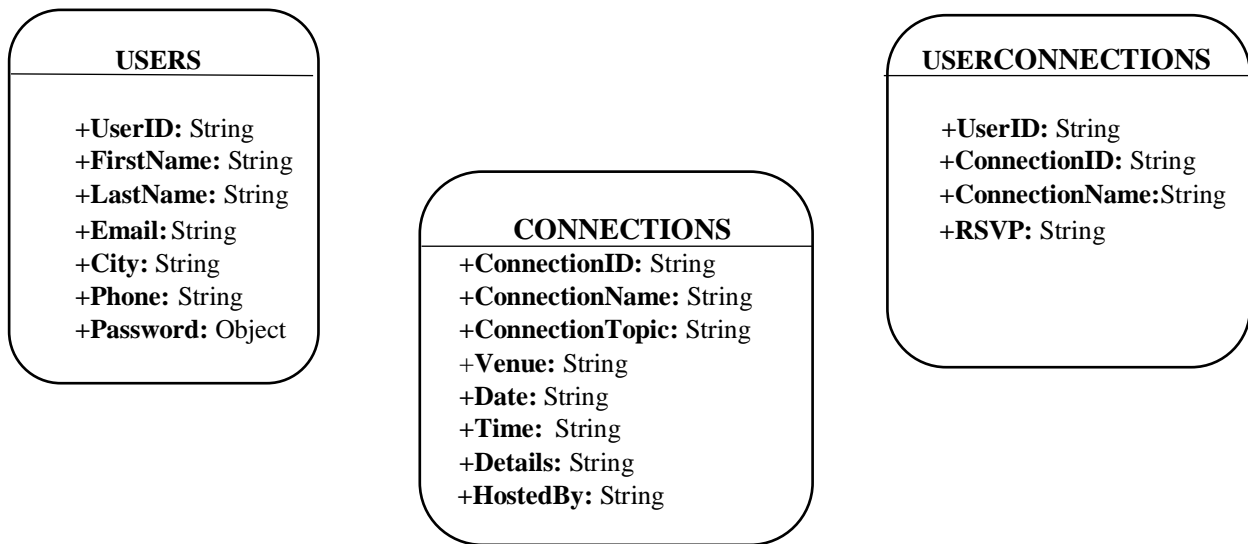 USERS
+UserID: String
+FirstName: String
+LastName: String
+Email: String
+City: String
+Phone: String
+Password: Object
CONNECTIONS
+ConnectionID: String
+ConnectionName: String
+ConnectionTopic: String
+Venue: String
+Date: String
+Time: String
+Details: String
+HostedBy: String
USERCONNECTIONS
+UserID: String
+ConnectionID: String
+ConnectionName:String
+RSVP: String